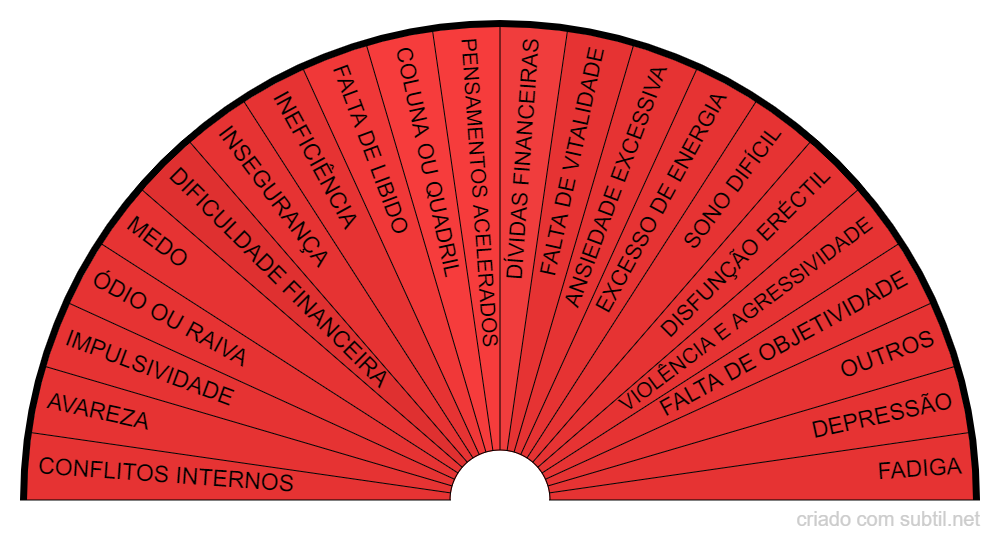 CONFLITOS INTERNOS
AVAREZA
IMPULSIVIDADE
ÓDIO OU RAIVA
MEDO
DIFICULDADE FINANCEIRA
INSEGURANÇA
INEFICIÊNCIA
FALTA DE LIBIDO
COLUNA OU QUADRIL
PENSAMENTOS ACELERADOS
DÍVIDAS FINANCEIRAS
FALTA DE VITALIDADE
ANSIEDADE EXCESSIVA
EXCESSO DE ENERGIA
SONO DIFÍCIL
DISFUNÇÃO ERÉCTIL
VIOLÊNCIA E AGRESSIVIDADE
FALTA DE OBJETIVIDADE
OUTROS
DEPRESSÃO
FADIGA
criado com subtil.net